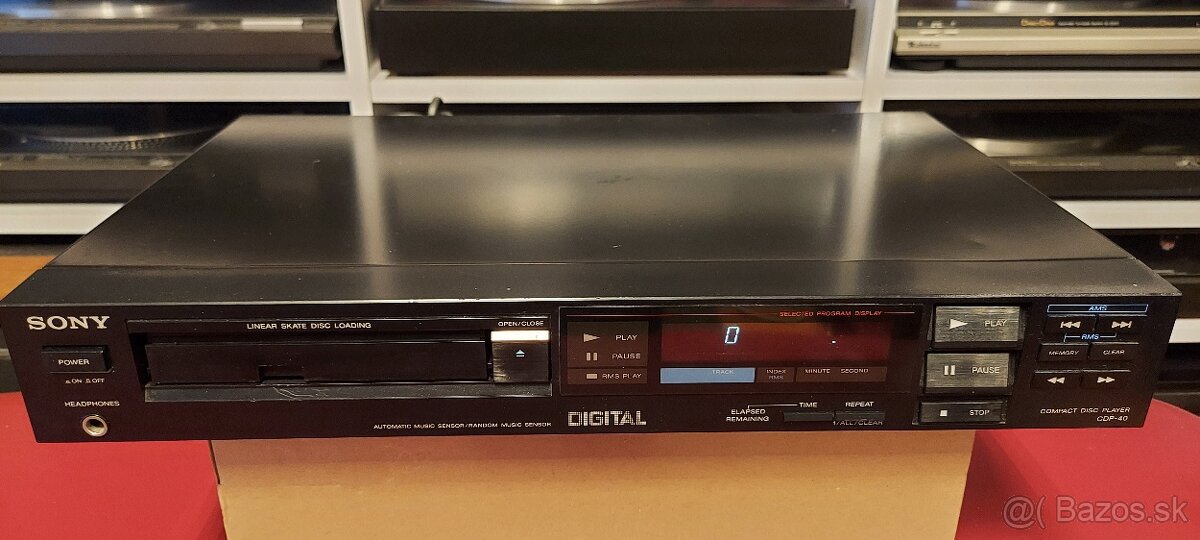 SONY
POWER
ON OFF
HEADPHONES
LINEAR SKATE DISC LOADING
OPEN/CLOSE
AUTOMATIC MUSIC SENSOR/RANDOM MUSIC SENSOR
PLAY
PAUSE
RMS PLAY
SELECTED PROGRAM DISPLAY
0
TRACK
INDEX
RMS
MINUTE SECOND
DIGITAL
ELAPSED
REMAINING
TIME
REPEAT
1/ALL/CLEAR
PLAY
PAUSE
STOP
AMS
RMS
MEMORY
CLEAR
COMPACT DISC PLAYER
CDP-40
@( Bazos.sk